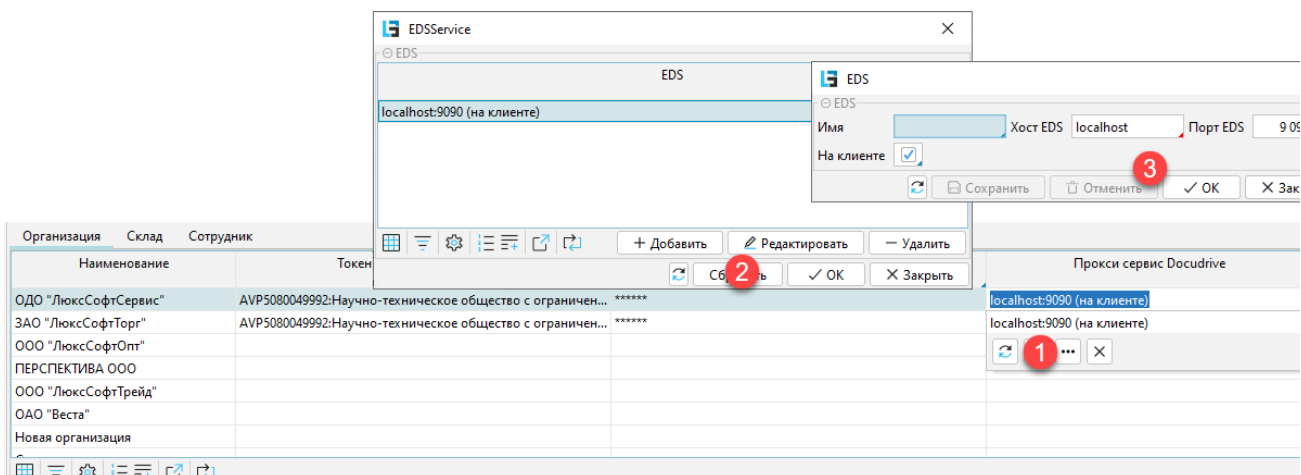 EDSService
EDS
EDS
localhost:9090 (на клиенте)
+ Добавить Редактировать — Удалить
2 OK Закрыть
EDS
EDS
Имя Хост EDS localhost Порт EDS
На клиенте
3
Сохранить Отменить OK
Организация Склад Сотрудник
Наименование Прокси сервис Docudrive
ОДО "ЛюксСофтСервис" AVP5080049992:Научно-техническое общество с ограничен... ****** localhost:9090 (на клиенте)
ЗАО "ЛюксСофтТорг" AVP5080049992:Научно-техническое общество с ограничен... ****** localhost:9090 (на клиенте)
ООО "ЛюксСофтОпт" 1 ...
ПЕРСПЕКТИВА ООО
ООО "ЛюксСофтТрейд"
ОАО "Веста"
Новая организация